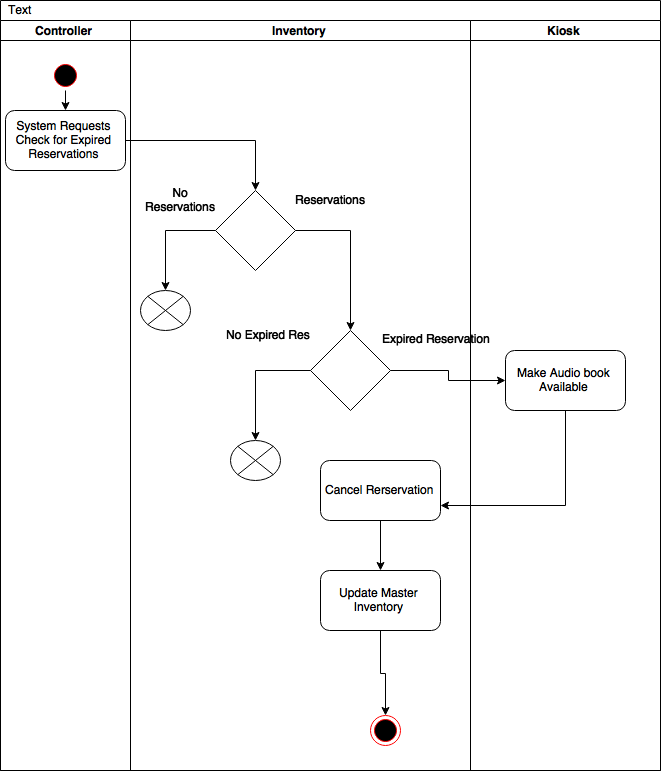 Text
Controller
Inventory
Kiosk
System Requests
Check for Expired
Reservations
No
Reservations
Reservations
No Expired Res
Expired Reservation
Make Audio book
Available
Cancel Rerservation
Update Master
Inventory